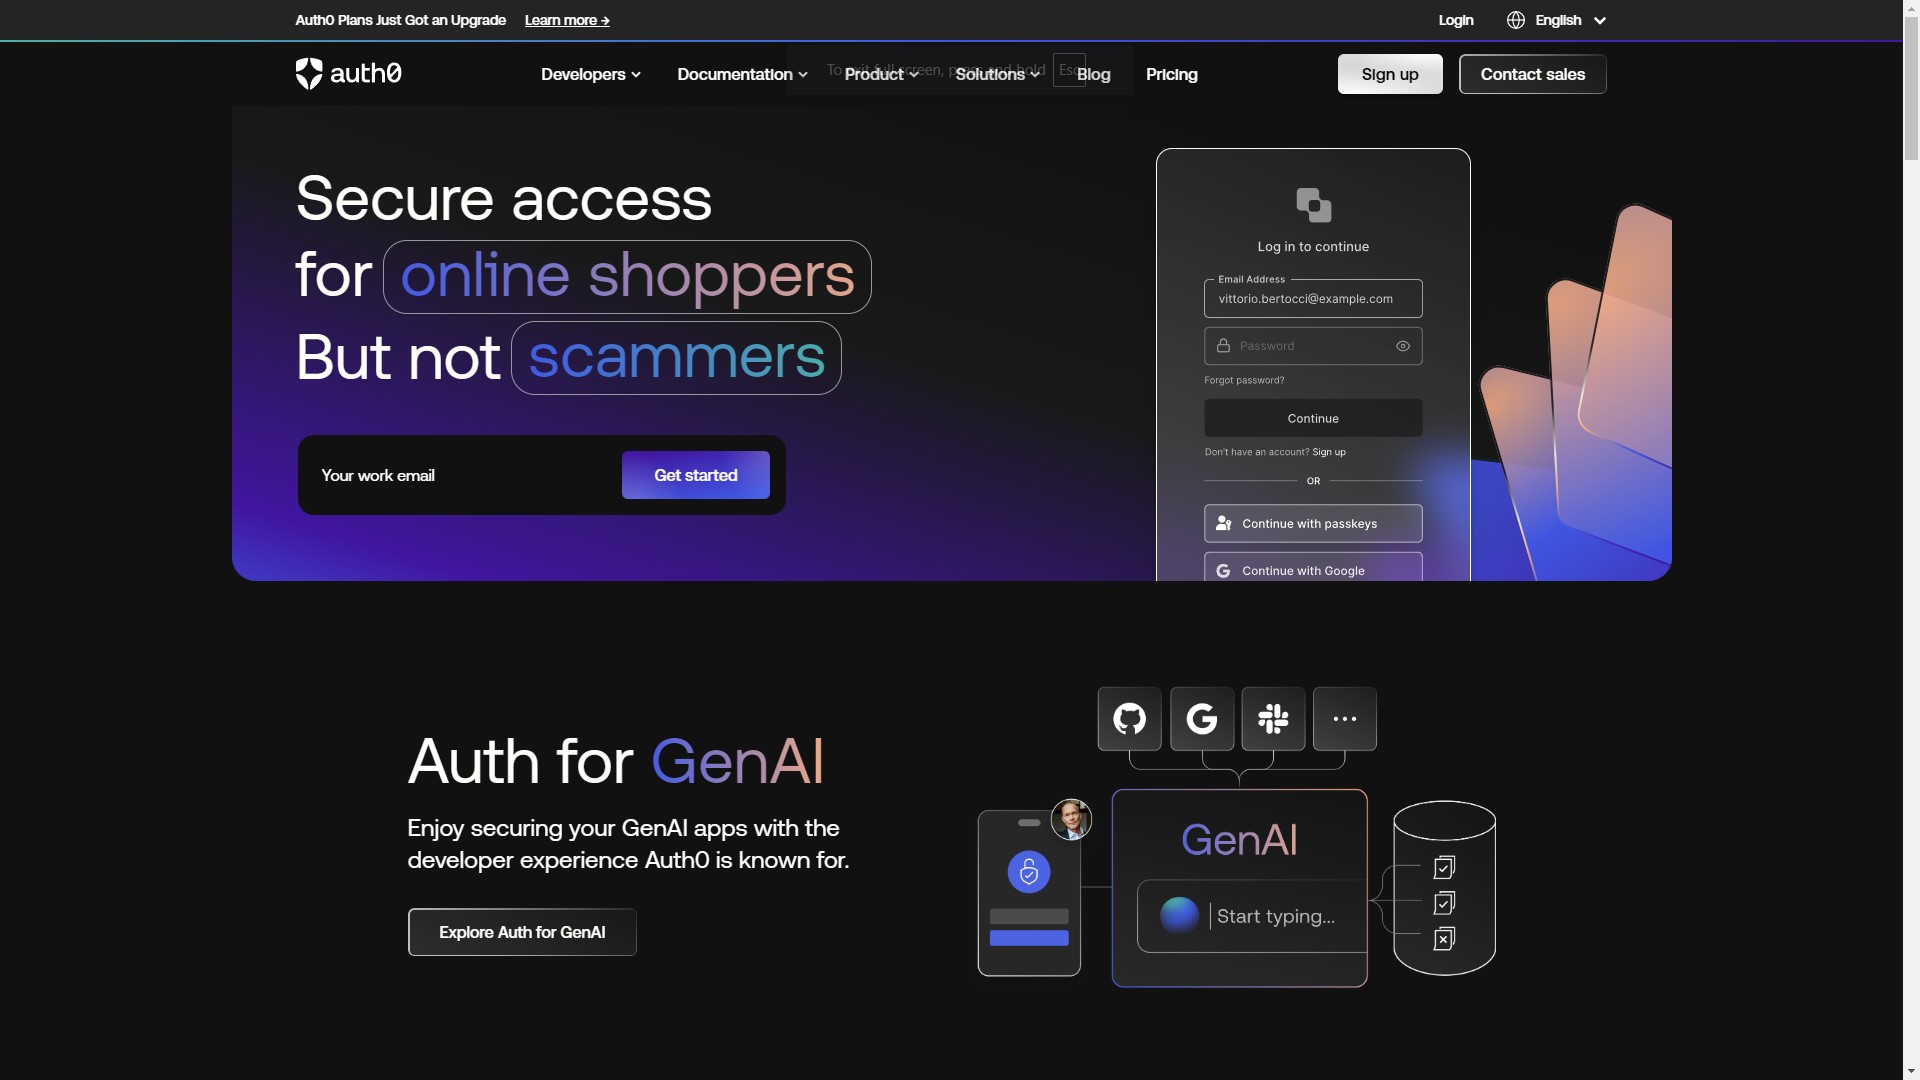 Auth0 Plans Just Got an Upgrade Learn more →
Login English
auth0 Developers Documentation Product Solutions Blog Pricing Sign up Contact sales
To exit full screen, press and hold Esc
Secure access
for online shoppers
But not scammers
Your work email Get started
Log in to continue
Email Address
vittorio.bertocci@example.com
Password
Forgot password?
Continue
Don't have an account? Sign up
OR
Continue with passkeys
Continue with Google
Auth for GenAI
Enjoy securing your GenAI apps with the
developer experience Auth0 is known for.
Explore Auth for GenAI
GenAI
Start typing...